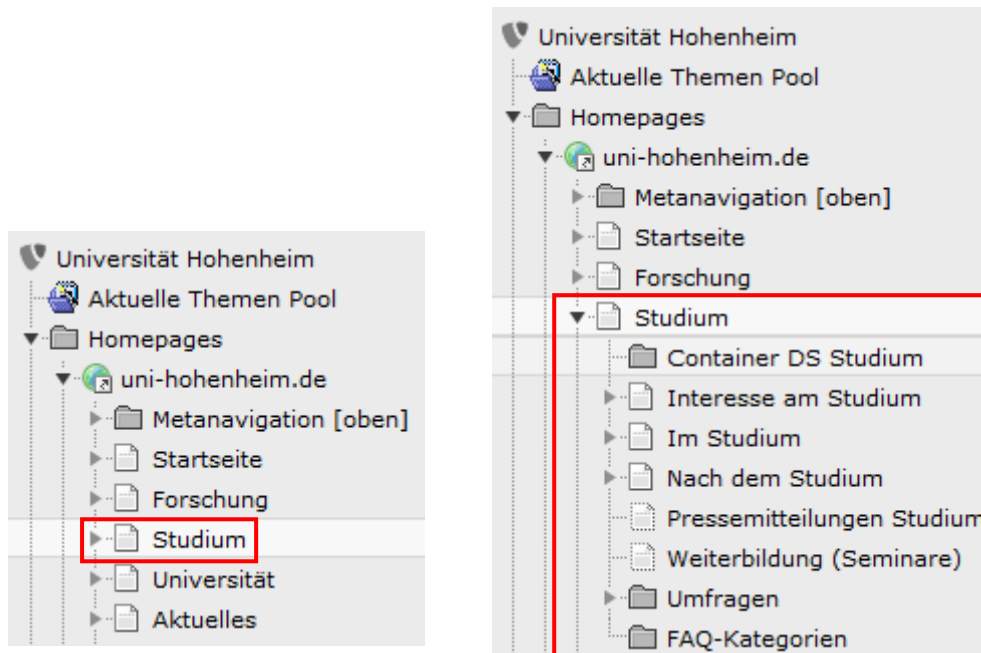 Universität Hohenheim
Aktuelle Themen Pool
Homepages
uni-hohenheim.de
Metanavigation [oben]
Startseite
Forschung
Studium
Universität
Aktuelles
Universität Hohenheim
Aktuelle Themen Pool
Homepages
uni-hohenheim.de
Metanavigation [oben]
Startseite
Forschung
Studium
Container DS Studium
Interesse am Studium
Im Studium
Nach dem Studium
Pressemitteilungen Studium
Weiterbildung (Seminare)
Umfragen
FAQ-Kategorien